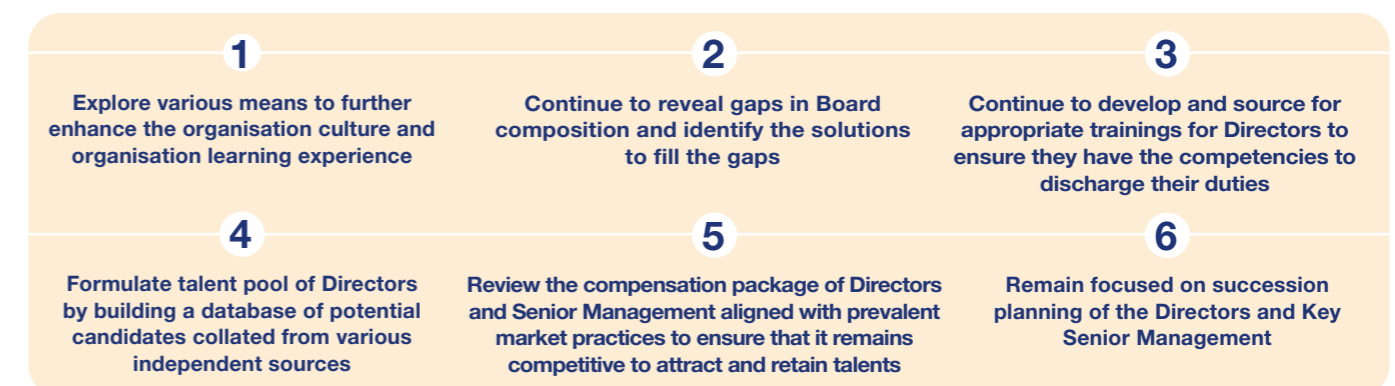 1
Explore various means to further
enhance the organisation culture and
organisation learning experience
2
Continue to reveal gaps in Board
composition and identify the solutions
to fill the gaps
3
Continue to develop and source for
appropriate trainings for Directors to
ensure they have the competencies to
discharge their duties
4
Formulate talent pool of Directors
by building a database of potential
candidates collated from various
independent sources
5
Review the compensation package of Directors
and Senior Management aligned with prevalent
market practices to ensure that it remains
competitive to attract and retain talents
6
Remain focused on succession
planning of the Directors and Key
Senior Management